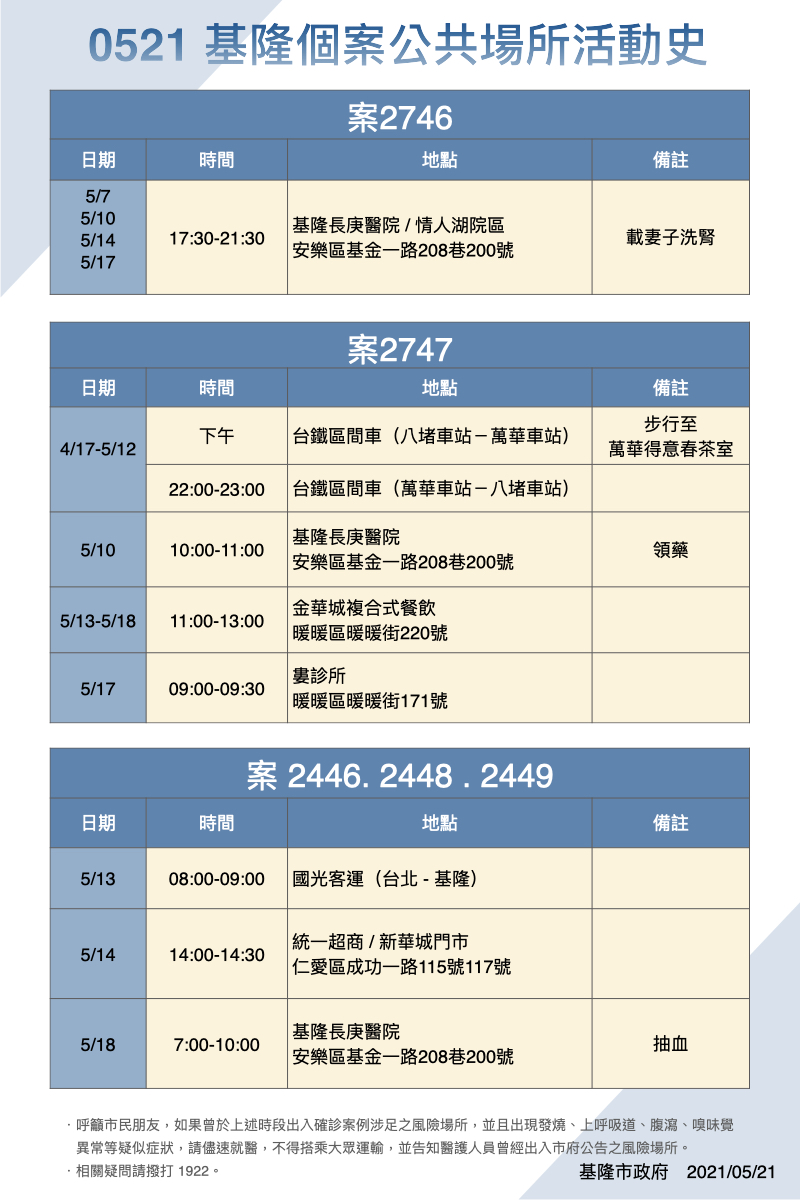 0521 基隆個案公共場所活動史
案2746
日期 時間 地點 備註
5/7
5/10
5/14
5/17
17:30-21:30
基隆長庚醫院 / 情人湖院區
安樂區基金一路208巷200號
載妻子洗腎
案2747
日期 時間 地點 備註
4/17-5/12
下午
台鐵區間車（八堵車站－萬華車站）
步行至
萬華得意春茶室
22:00-23:00 台鐵區間車（萬華車站－八堵車站）
5/10
10:00-11:00
基隆長庚醫院
安樂區基金一路208巷200號
領藥
5/13-5/18
11:00-13:00
金華城複合式餐飲
暖暖區暖暖街220號
5/17
09:00-09:30
婁診所
暖暖區暖暖街171號
案 2446. 2448 . 2449
日期 時間 地點 備註
5/13 08:00-09:00 國光客運（台北 - 基隆）
5/14
14:00-14:30
統一超商 / 新華城門市
仁愛區成功一路115號117號
5/18
7:00-10:00
基隆長庚醫院
安樂區基金一路208巷200號
抽血
· 呼籲市民朋友，如果曾於上述時段出入確診案例涉足之風險場所，並且出現發燒、上呼吸道、腹瀉、嗅味覺
異常等疑似症狀，請儘速就醫，不得搭乘大眾運輸，並告知醫護人員曾經出入市府公告之風險場所。
· 相關疑問請撥打 1922。
基隆市政府 2021/05/21